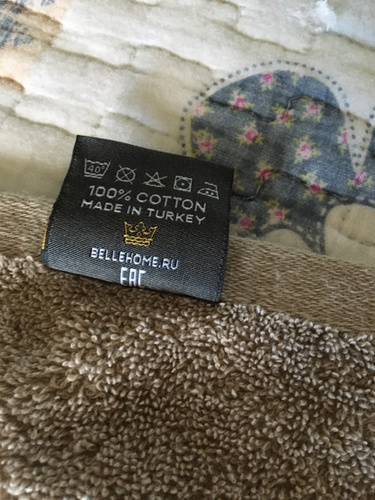 40°
100% COTTON
MADE IN TURKEY
BELLEHOME.RU
EAC